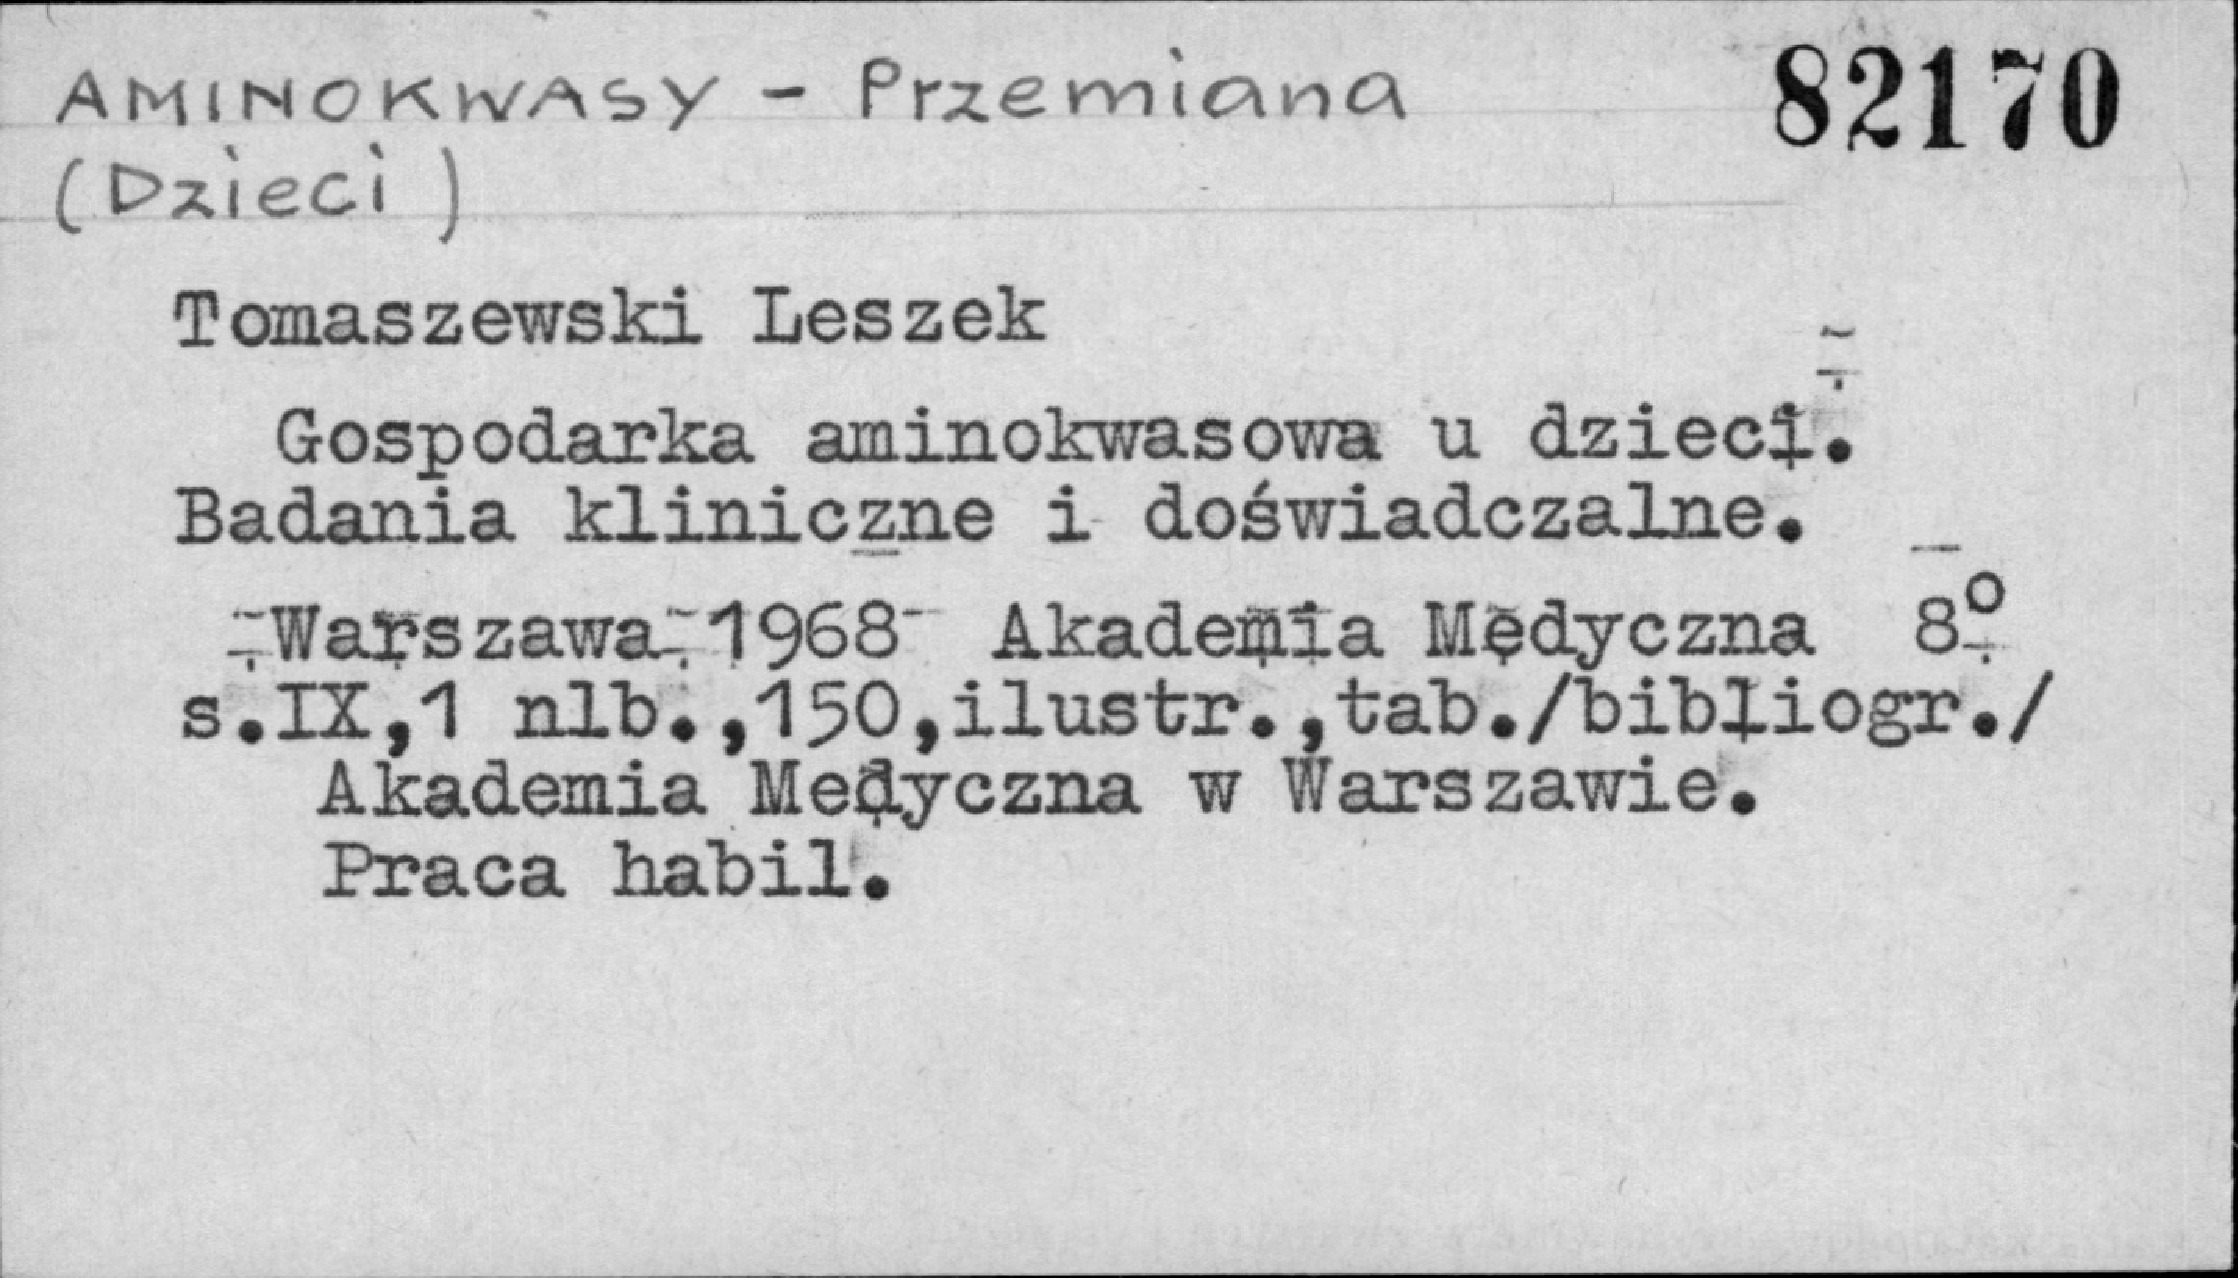 AMINOKWASY - Przemiana 82170
(Dzieci)
Tomaszewski Leszek
Gospodarka aminokwasowa u dzieci.
Badania kliniczne i doświadczalne.
Warszawa 1968 Akademia Medyczna 8°
s.IX,1 nlb.,150,ilustr.,tab./bibliogr./
Akademia Medyczna w Warszawie.
Praca habil.